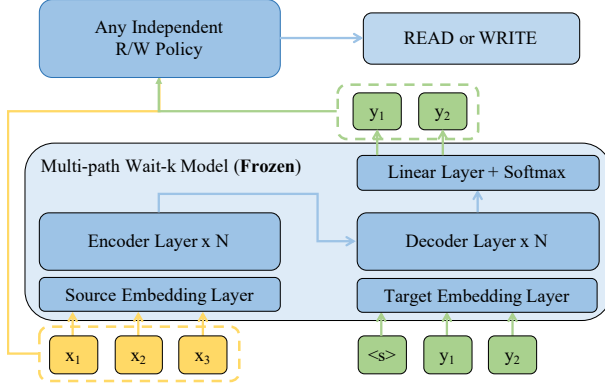 Any Independent
R/W Policy
READ or WRITE
y1 y2
Multi-path Wait-k Model (Frozen)
Linear Layer + Softmax
Encoder Layer x N
Decoder Layer x N
Source Embedding Layer
Target Embedding Layer
x1 x2 x3
<s> y1 y2